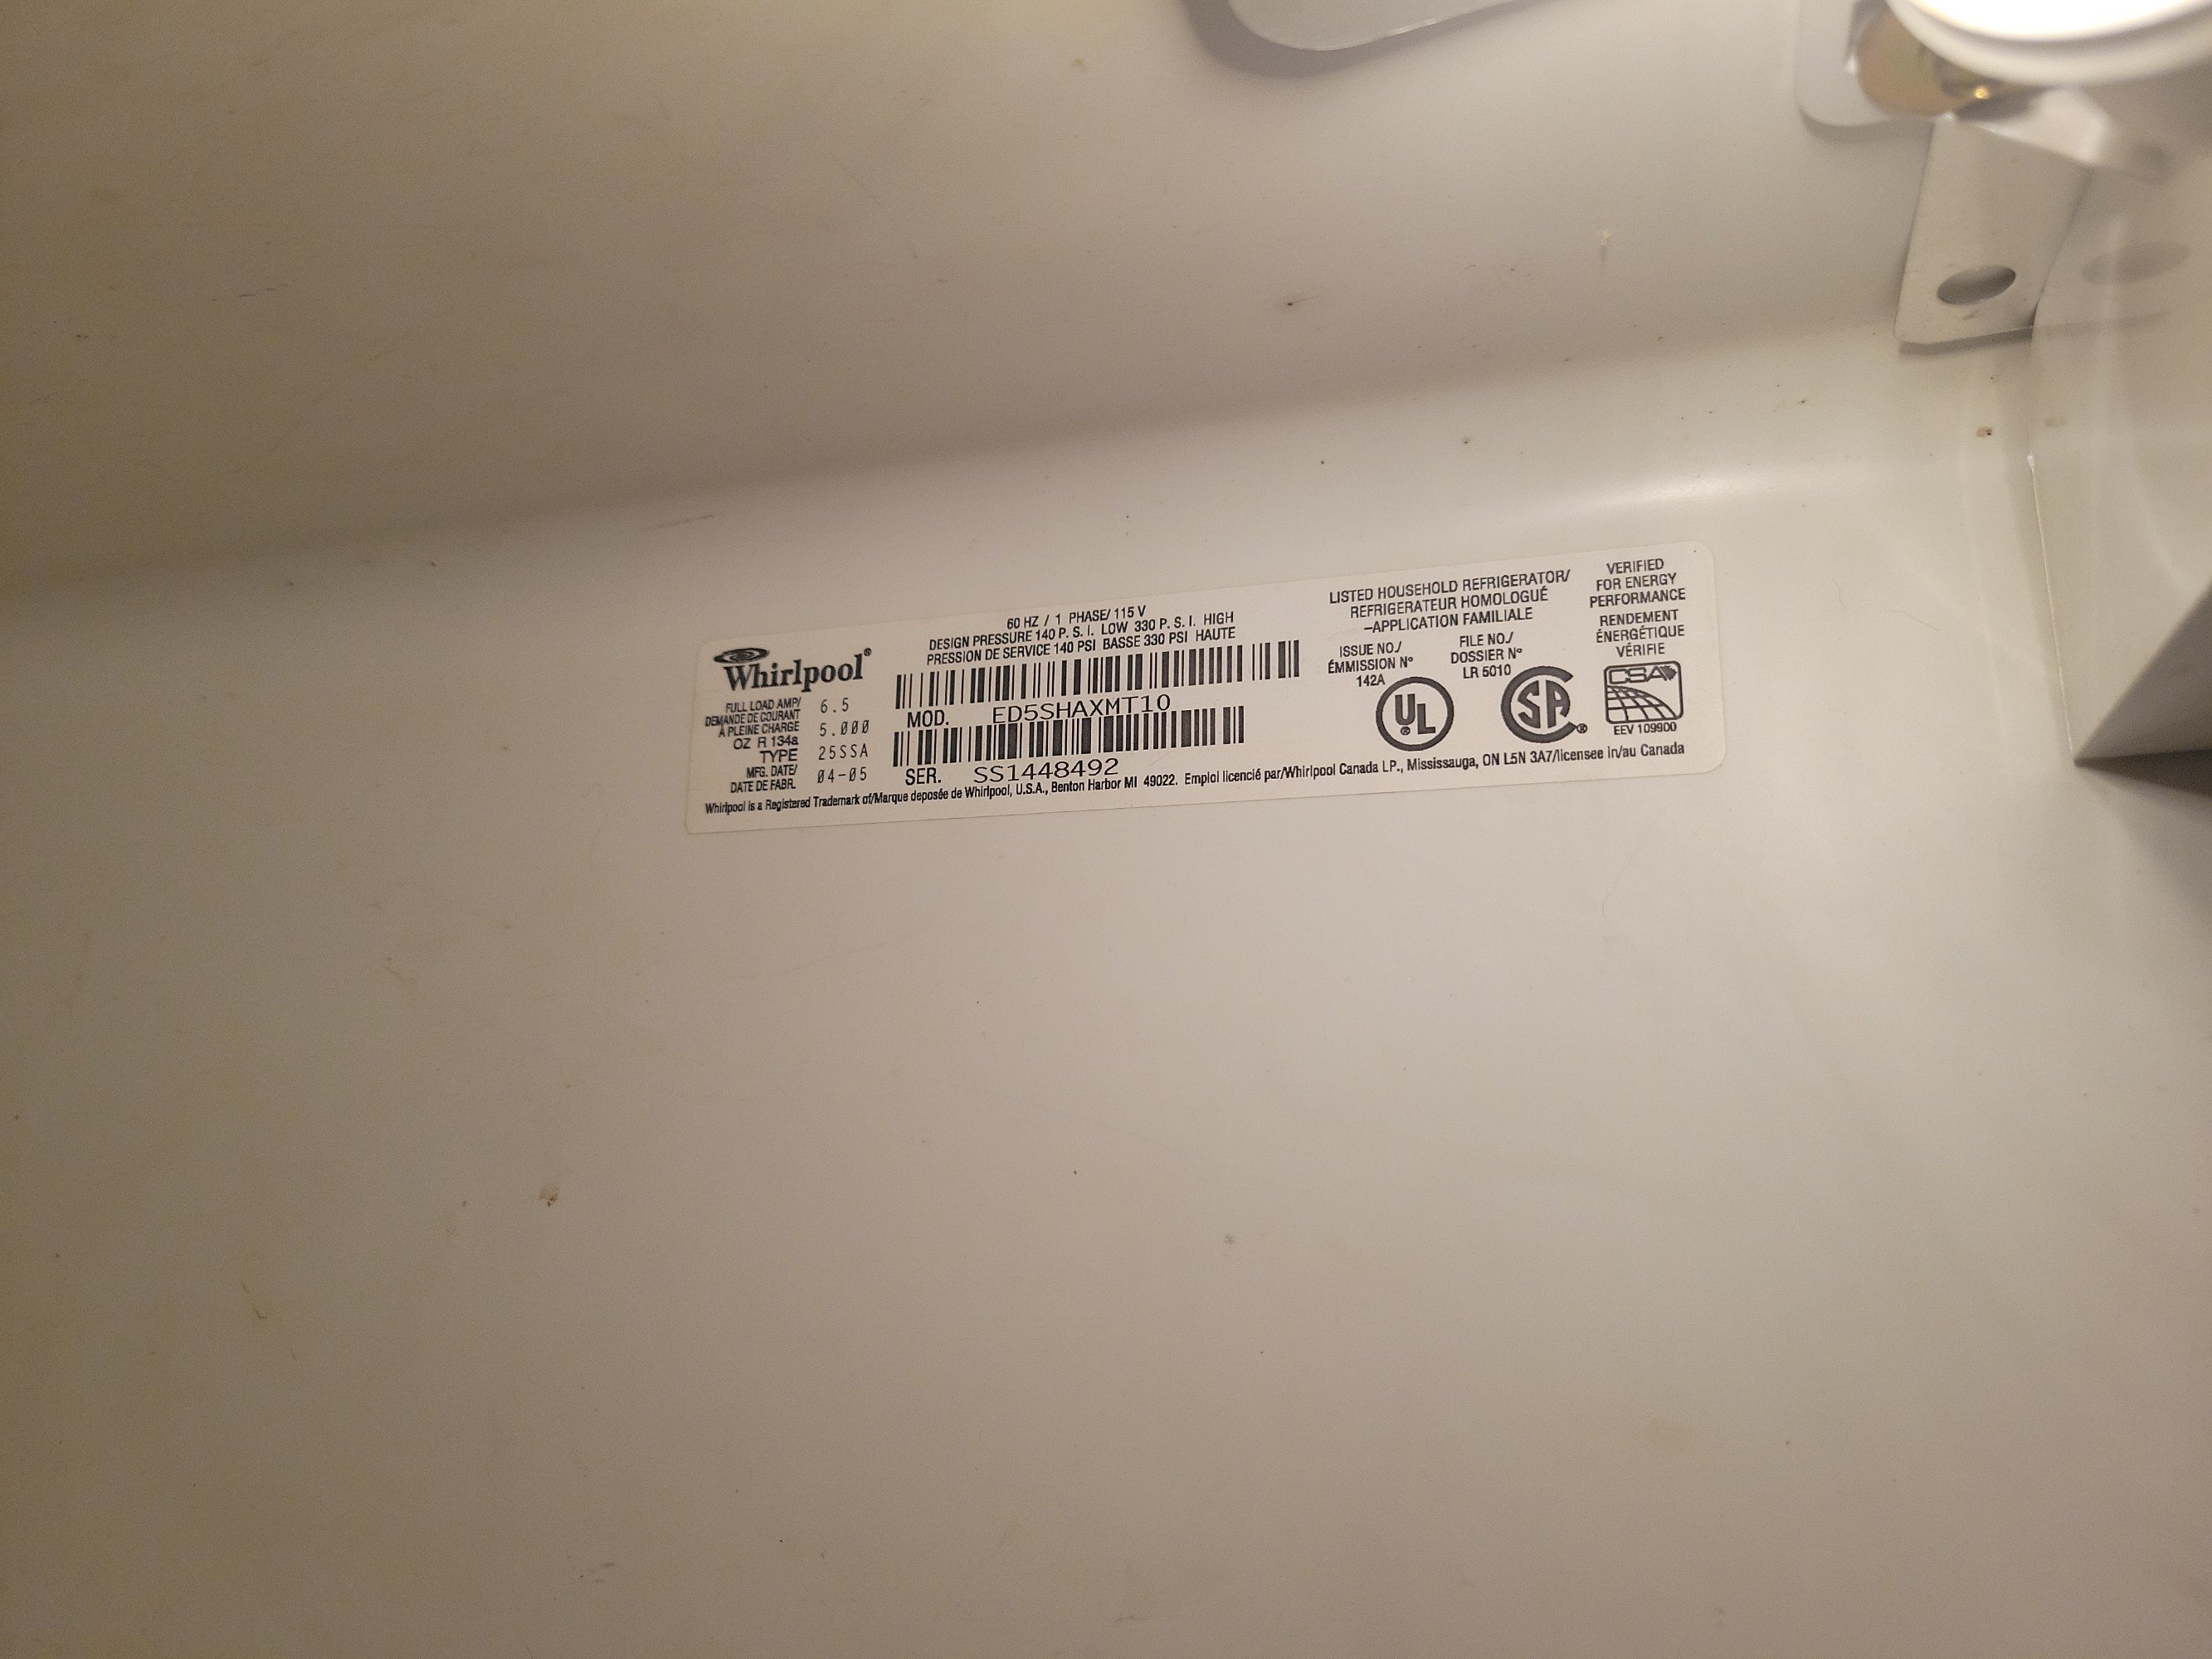 Whirlpool®
60 HZ / 1 PHASE/ 115 V
DESIGN PRESSURE 140 P. S. I. LOW 330 P. S. I. HIGH
PRESSION DE SERVICE 140 PSI BASSE 330 PSI HAUTE
FULL LOAD AMP/
DEMANDE DE COURANT
A PLEINE CHARGE
6.5
OZ R 134a
5.000
TYPE
25SSA
MFG. DATE/
DATE DE FABR.
04-05
MOD. ED5SHAXMT10
SER. SS1448492
LISTED HOUSEHOLD REFRIGERATOR/
REFRIGERATEUR HOMOLOGUÉ
-APPLICATION FAMILIALE
ISSUE NO./
ÉMMISSION Nº
142A
FILE NO./
DOSSIER Nº
LR 5010
UL®
SA®
VERIFIED
FOR ENERGY
PERFORMANCE
RENDEMENT
ÉNERGÉTIQUE
VÉRIFIE
CSA
EEV 109900
Whirlpool is a Registered Trademark of/Marque deposée de Whirlpool, U.S.A., Benton Harbor MI 49022. Emploi licencié par/Whirlpool Canada LP., Mississauga, ON L5N 3A7/licensee in/au Canada